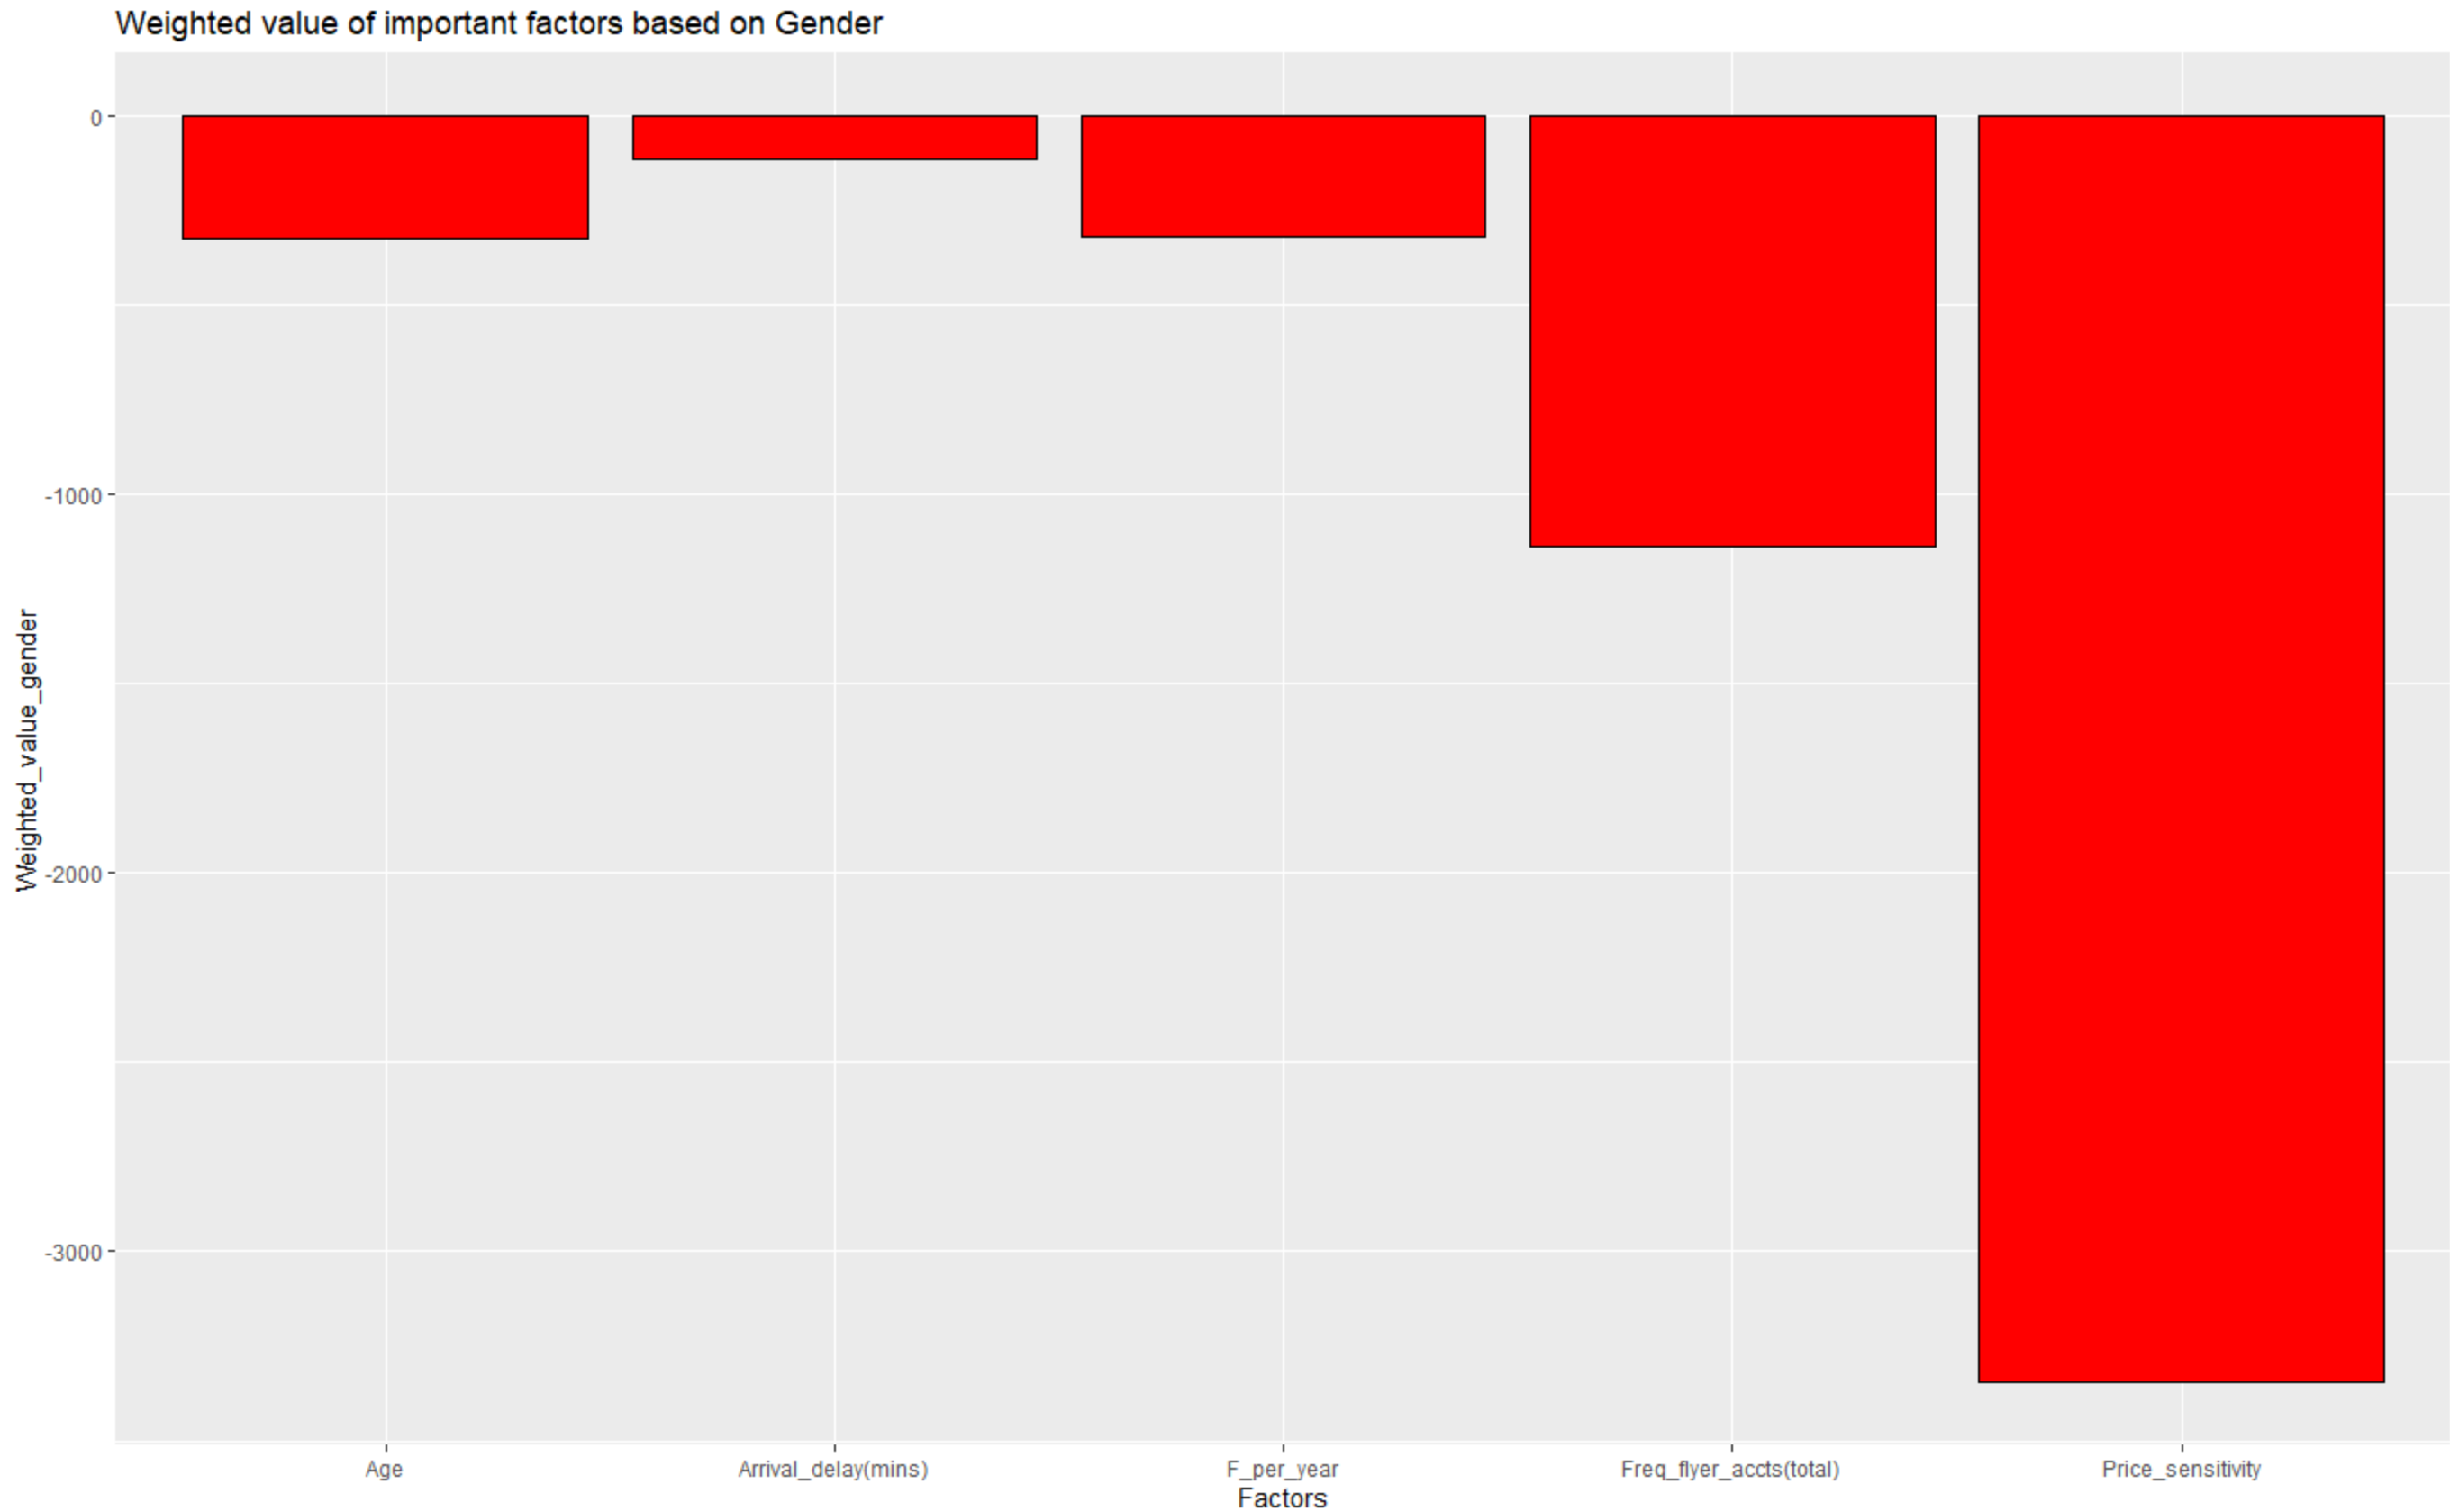 Weighted value of important factors based on Gender
Weighted_value_gender
0
-1000
-2000
-3000
Age
Arrival_delay(mins)
F_per_year
Freq_flyer_accts(total)
Price_sensitivity
Factors